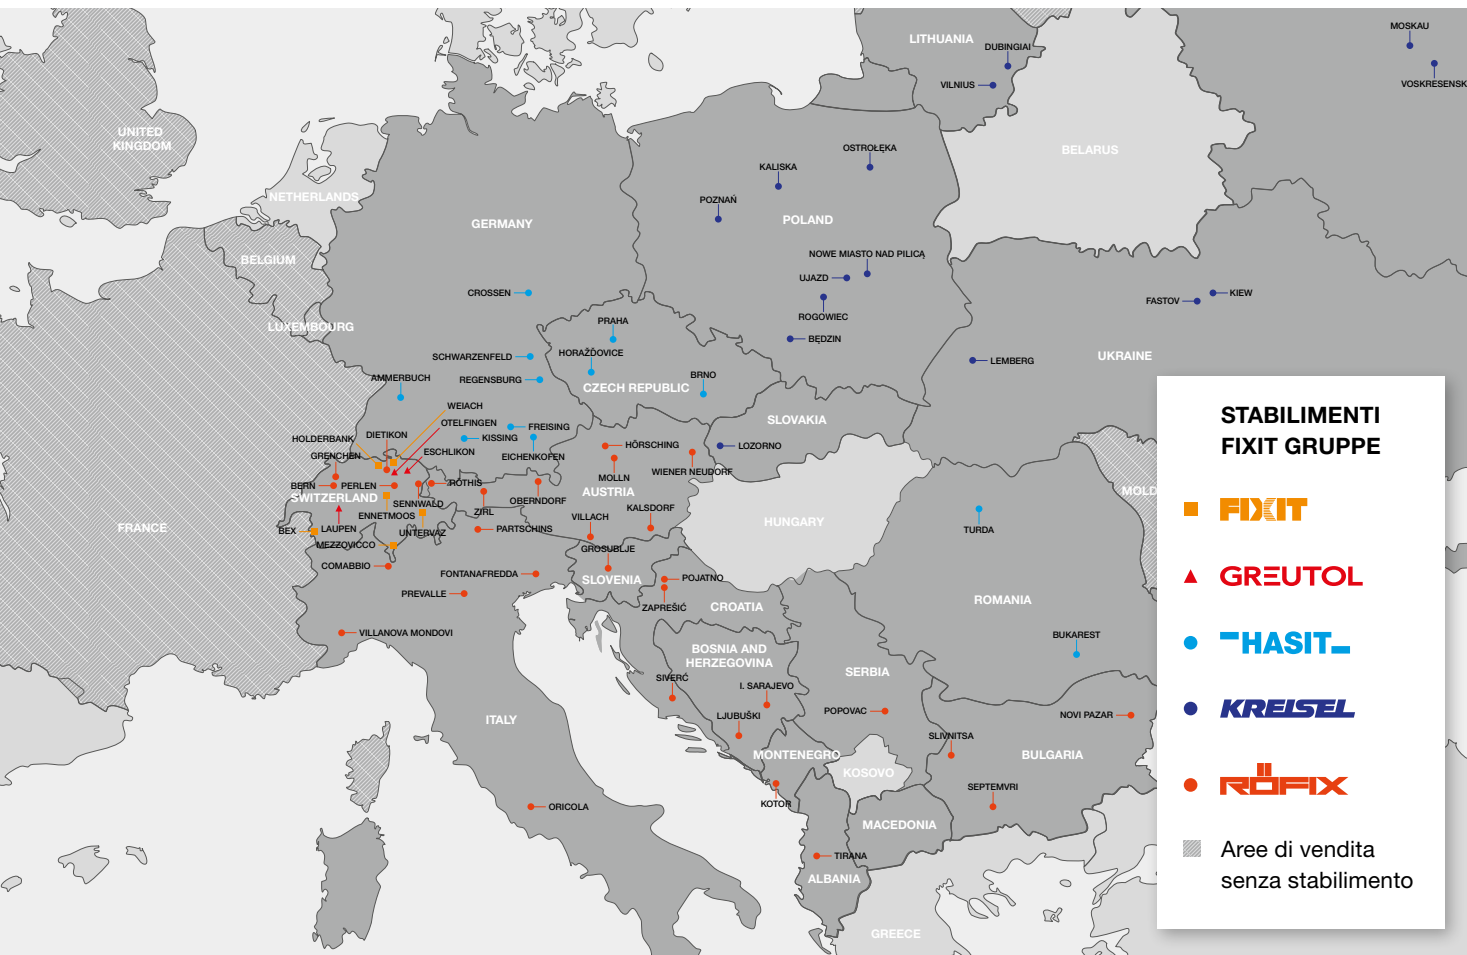 MOSKAU
VOSKRESENSK
LITHUANIA
DUBINGIAI
VILNIUS
UNITED
KINGDOM
BELARUS
OSTROŁĘKA
KALISKA
POZNAŃ
NETHERLANDS
GERMANY
POLAND
BELGIUM
NOWE MIASTO NAD PILICĄ
UJAZD
CROSSEN
KIEW
FASTOV
ROGOWIEC
PRAHA
LUXEMBOURG
BĘDZIN
HORAŽĎOVICE
SCHWARZENFELD
UKRAINE
LEMBERG
AMMERBUCH
REGENSBURG
BRNO
CZECH REPUBLIC
WEIACH
OTELFINGEN
SLOVAKIA
FREISING
HOLDERBANK
DIETIKON
KISSING
HÖRSCHING
LOZORNO
GRENCHEN
ESCHLIKON
EICHENKOFEN
WIENER NEUDORF
MOLLN
BERN
PERLEN
RÖTHIS
SWITZERLAND
SENNWALD
OBERNDORF
AUSTRIA
MOLD
ZIRL
KALSDORF
ENNETMOOS
VILLACH
HUNGARY
FRANCE
BEX
LAUPEN
UNTERVAZ
PARTSCHINS
TURDA
MEZZOVICCO
GROSUBLJE
COMABBIO
FONTANAFREDDA
SLOVENIA
POJATNO
PREVALLE
ZAPREŠIĆ
CROATIA
ROMANIA
VILLANOVA MONDOVI
BUKAREST
BOSNIA AND
HERZEGOVINA
SIVERĆ
SERBIA
I. SARAJEVO
POPOVAC
LJUBUŠKI
NOVI PAZAR
ITALY
SLIVNITSA
MONTENEGRO
BULGARIA
KOSOVO
SEPTEMVRI
KOTOR
ORICOLA
MACEDONIA
TIRANA
ALBANIA
GREECE
STABILIMENTI
FIXIT GRUPPE
FIXIT
GREUTOL
HASIT
KREISEL
RÖFIX
Aree di vendita
senza stabilimento